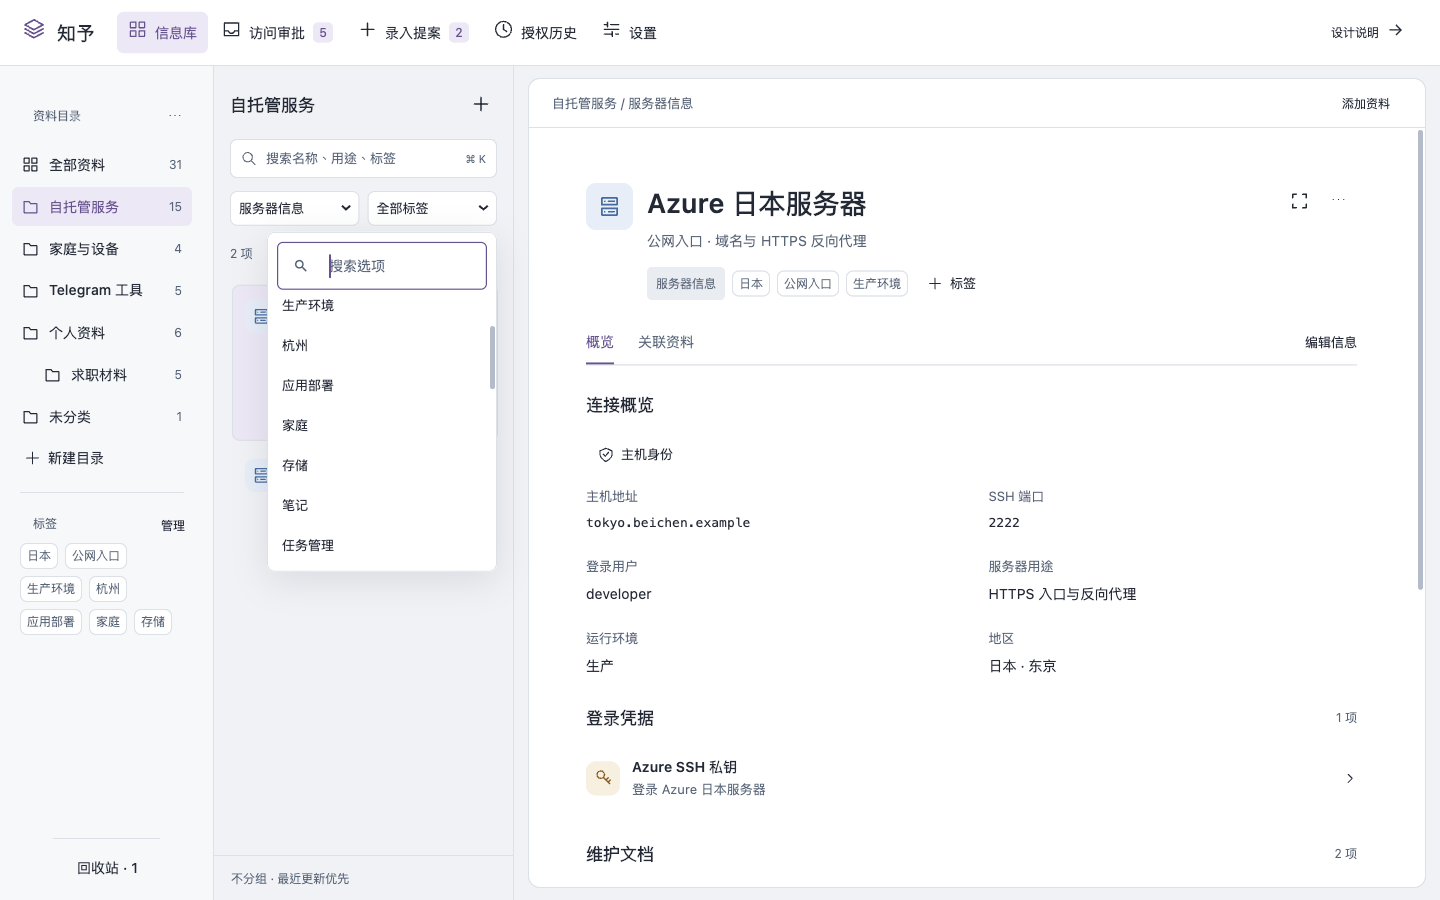 知予
信息库
访问审批 5
录入提案 2
授权历史
设置
设计说明
资料目录 ···
全部资料 31
自托管服务 15
家庭与设备 4
Telegram 工具 5
个人资料 6
求职材料 5
未分类 1
新建目录
标签 管理
日本 公网入口
生产环境 杭州
应用部署 家庭 存储
回收站 · 1
自托管服务
搜索名称、用途、标签 ⌘ K
服务器信息 全部标签
2 项
搜索选项
生产环境
杭州
应用部署
家庭
存储
笔记
任务管理
不分组 · 最近更新优先
自托管服务 / 服务器信息 添加资料
Azure 日本服务器 ···
公网入口 · 域名与 HTTPS 反向代理
服务器信息 日本 公网入口 生产环境 标签
概览 关联资料 编辑信息
连接概览
主机身份
主机地址 SSH 端口
tokyo.beichen.example 2222
登录用户 服务器用途
developer HTTPS 入口与反向代理
运行环境 地区
生产 日本 · 东京
登录凭据 1 项
Azure SSH 私钥
登录 Azure 日本服务器
维护文档 2 项